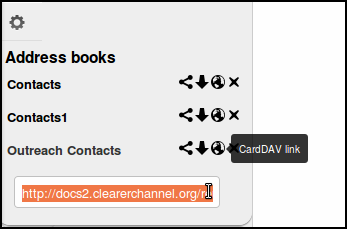 Address books
Contacts
Contacts1
Outreach Contacts
CardDAV link
http://docs2.clearerchannel.org/